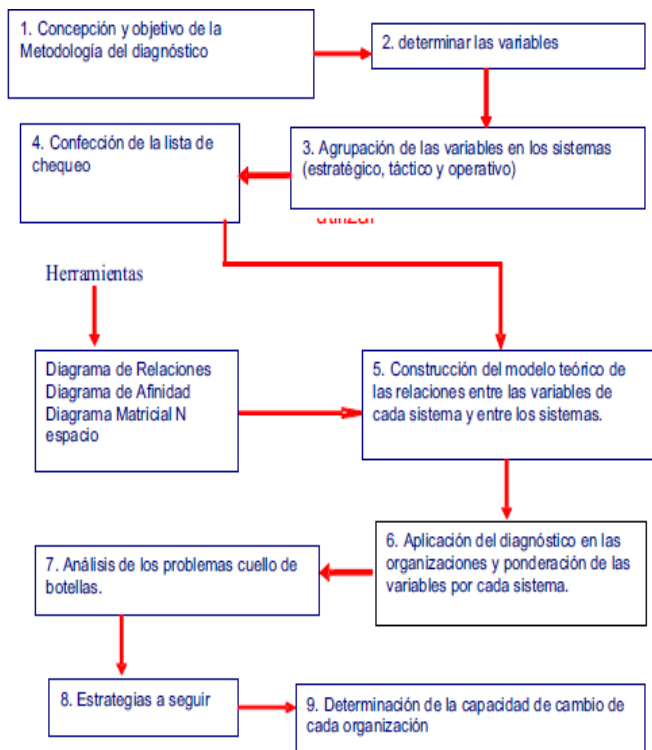 1. Concepción y objetivo de la
Metodología del diagnóstico
2. determinar las variables
4. Confección de la lista de
chequeo
3. Agrupación de las variables en los sistemas
(estratégico, táctico y operativo)
utilizar
Herramientas
Diagrama de Relaciones
Diagrama de Afinidad
Diagrama Matricial N
espacio
5. Construcción del modelo teórico de
las relaciones entre las variables de
cada sistema y entre los sistemas.
6. Aplicación del diagnóstico en las
organizaciones y ponderación de las
variables por cada sistema.
7. Análisis de los problemas cuello de
botellas.
8. Estrategias a seguir
9. Determinación de la capacidad de cambio de
cada organización